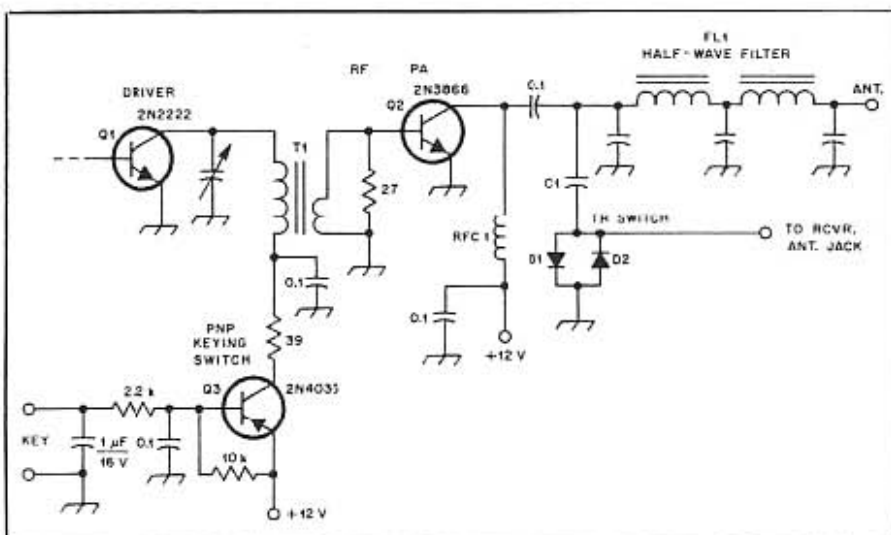 FL1
HALF-WAVE FILTER
RF PA
2N3866
Q2
0.1
ANT.
DRIVER
2N2222
Q1
T1
27
C1
TR SWITCH
RFC 1
D1
D2
TO RCVR,
ANT. JACK
0.1
0.1
+12 V
PNP
KEYING
SWITCH
39
Q3
2.2 k
KEY
1 µF
16 V
0.1
10 k
+12 V